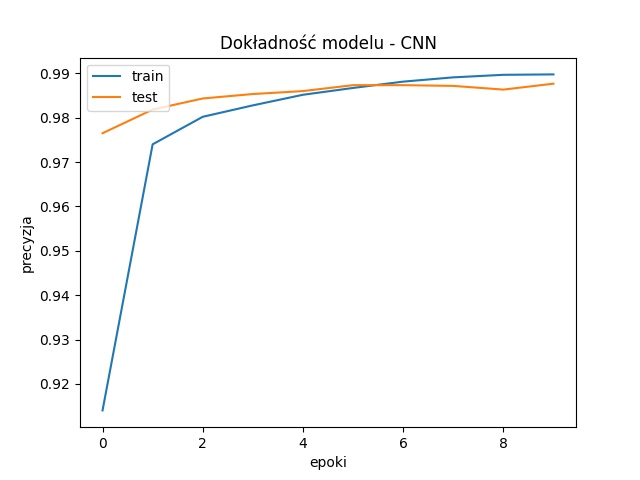 Dokładność modelu - CNN
train
test
0.99
0.98
0.97
0.96
0.95
0.94
0.93
0.92
precyzja
0 2 4 6 8
epoki